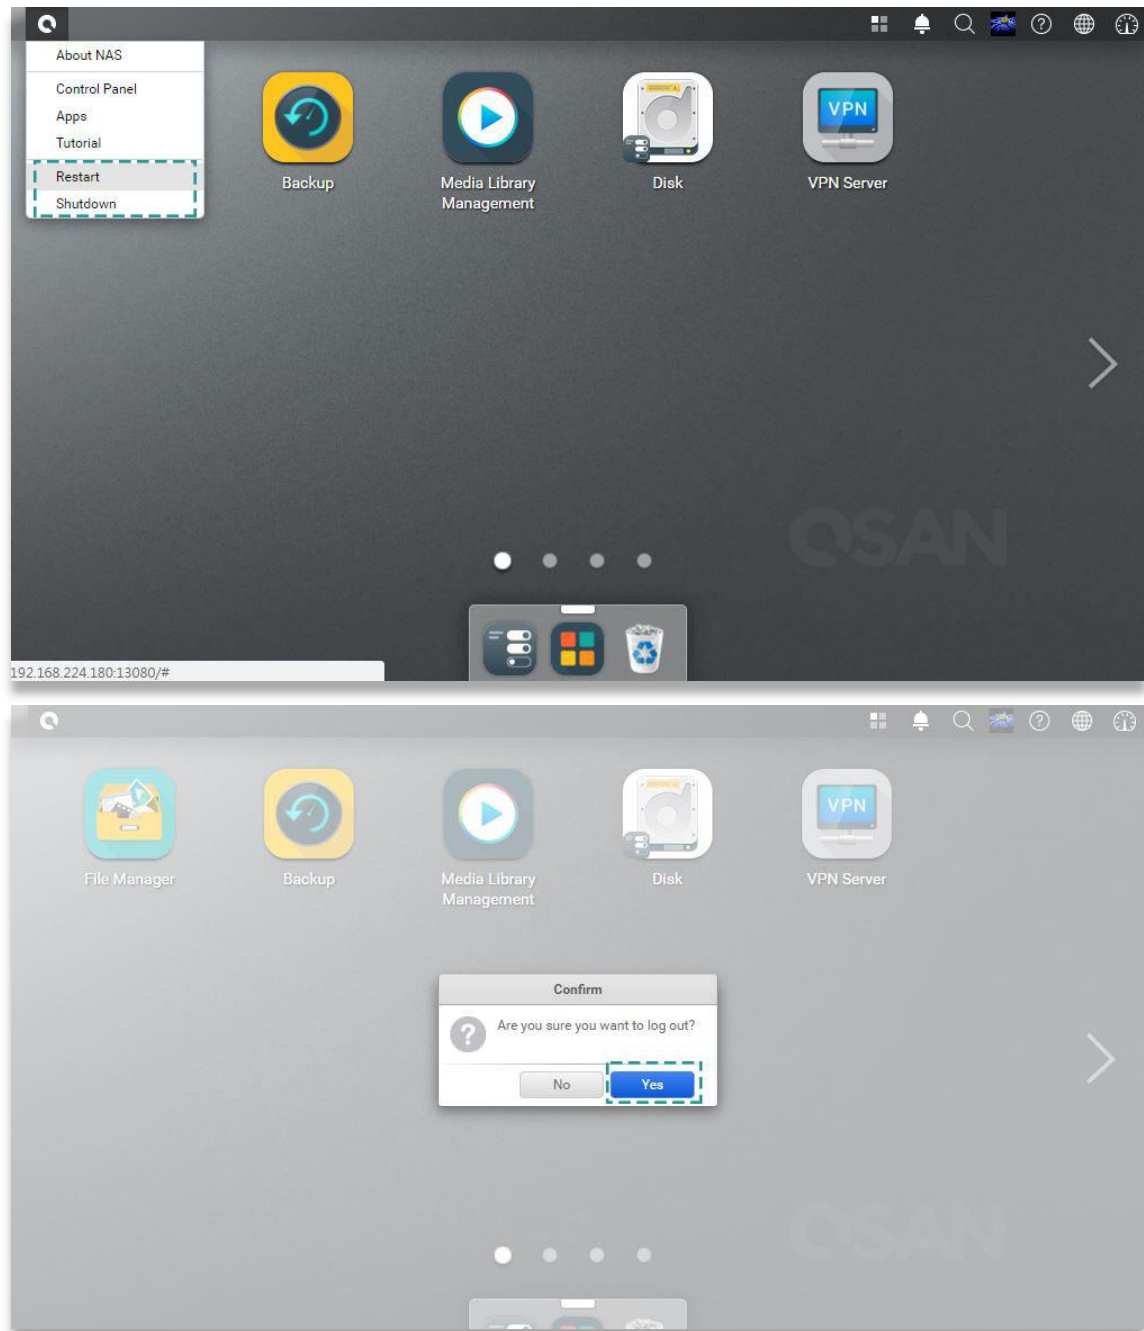 About NAS
Control Panel
Apps
Tutorial
Restart
Shutdown
VPN
Backup
Media Library
Management
Disk
VPN Server
QSAN
192.168.224.180:13080/#
VPN
File Manager
Backup
Media Library
Management
Disk
VPN Server
Confirm
Are you sure you want to log out?
No
Yes
QSAN